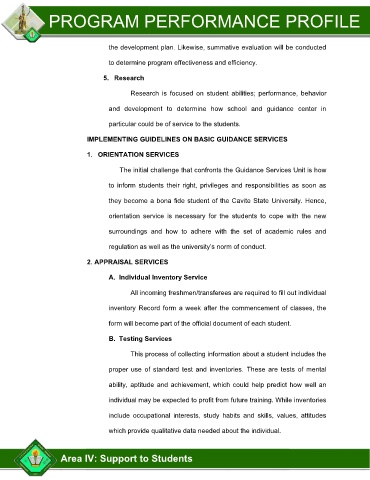 PROGRAM PERFORMANCE PROFILE
the development plan. Likewise, summative evaluation will be conducted
to determine program effectiveness and efficiency.
5. Research
Research is focused on student abilities; performance, behavior
and development to determine how school and guidance center in
particular could be of service to the students.
IMPLEMENTING GUIDELINES ON BASIC GUIDANCE SERVICES
1. ORIENTATION SERVICES
The initial challenge that confronts the Guidance Services Unit is how
to inform students their right, privileges and responsibilities as soon as
they become a bona fide student of the Cavite State University. Hence,
orientation service is necessary for the students to cope with the new
surroundings and how to adhere with the set of academic rules and
regulation as well as the university's norm of conduct.
2. APPRAISAL SERVICES
A. Individual Inventory Service
All incoming freshmen/transferees are required to fill out individual
inventory Record form a week after the commencement of classes, the
form will become part of the official document of each student.
B. Testing Services
This process of collecting information about a student includes the
proper use of standard test and inventories. These are tests of mental
ability, aptitude and achievement, which could help predict how well an
individual may be expected to profit from future training. While inventories
include occupational interests, study habits and skills, values, attitudes
which provide qualitative data needed about the individual.
Area IV: Support to Students